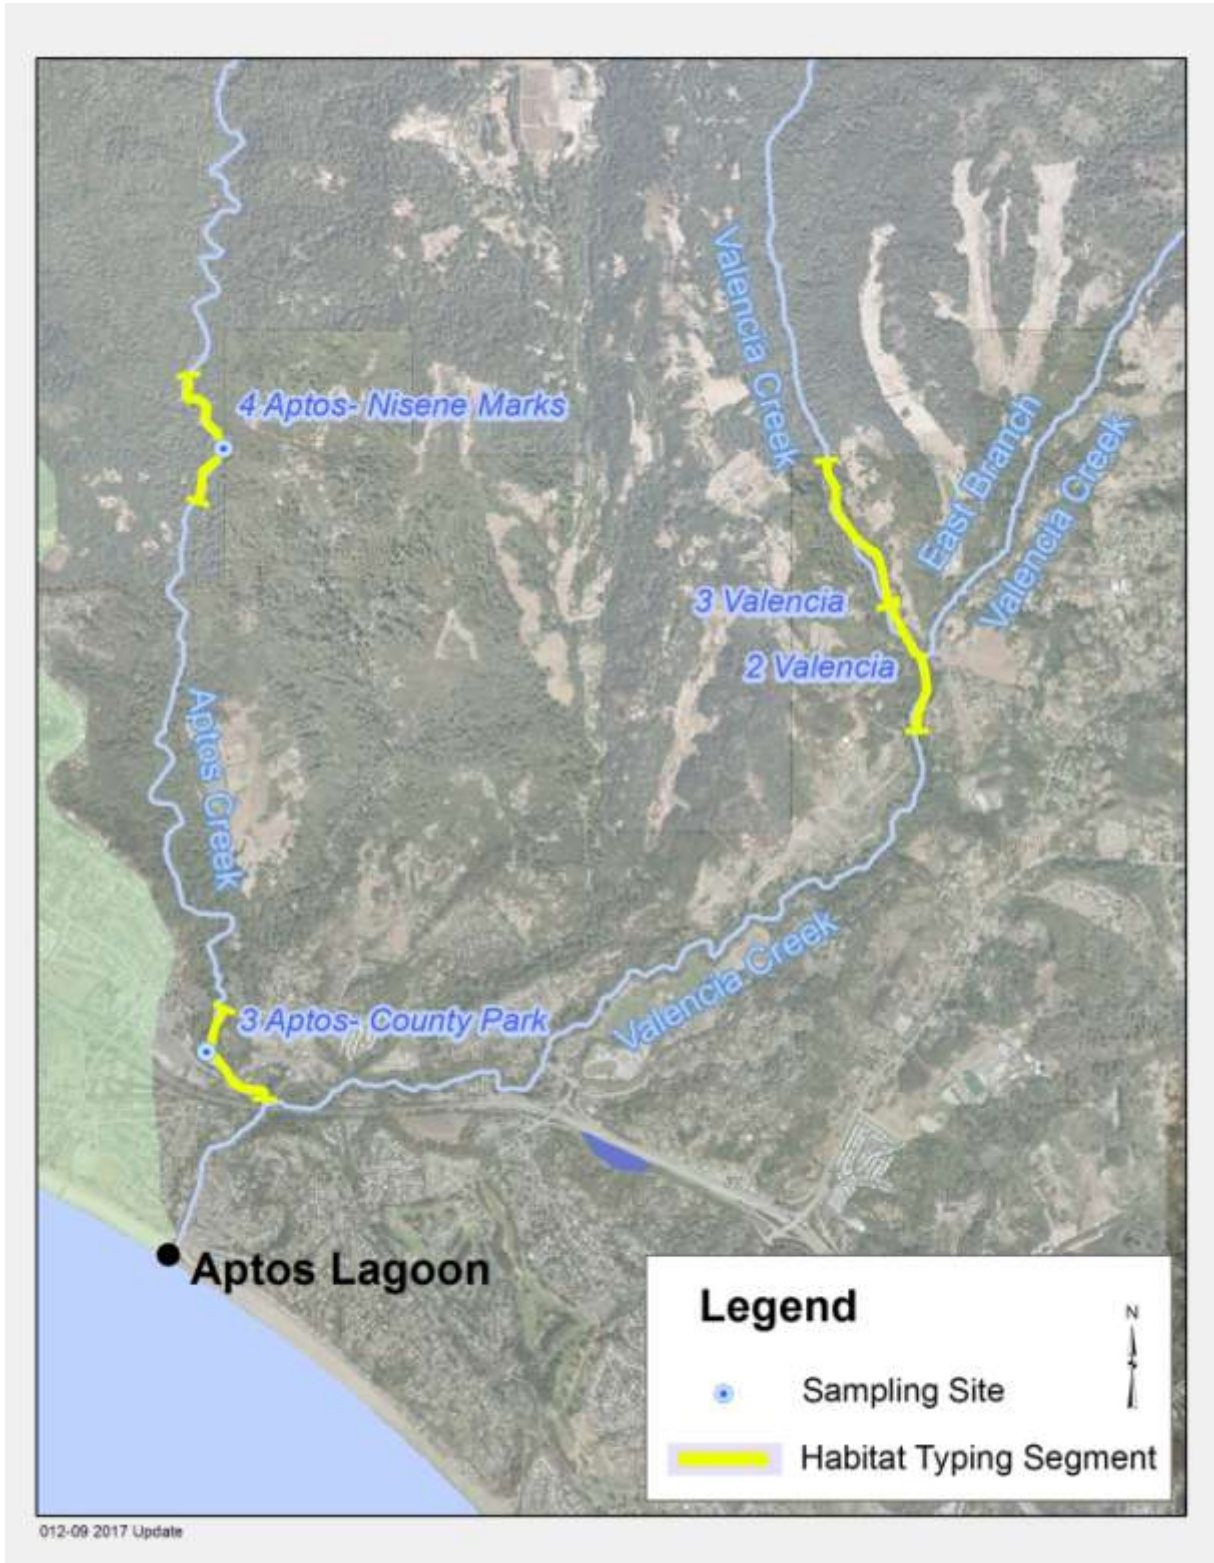 Valencia Creek
4 Aptos- Nisene Marks
East Branch
Valencia Creek
3 Valencia
2 Valencia
Aptos Creek
Valencia Creek
3 Aptos- County Park
Aptos Lagoon
Legend
N
Sampling Site
Habitat Typing Segment
012-09 2017 Update